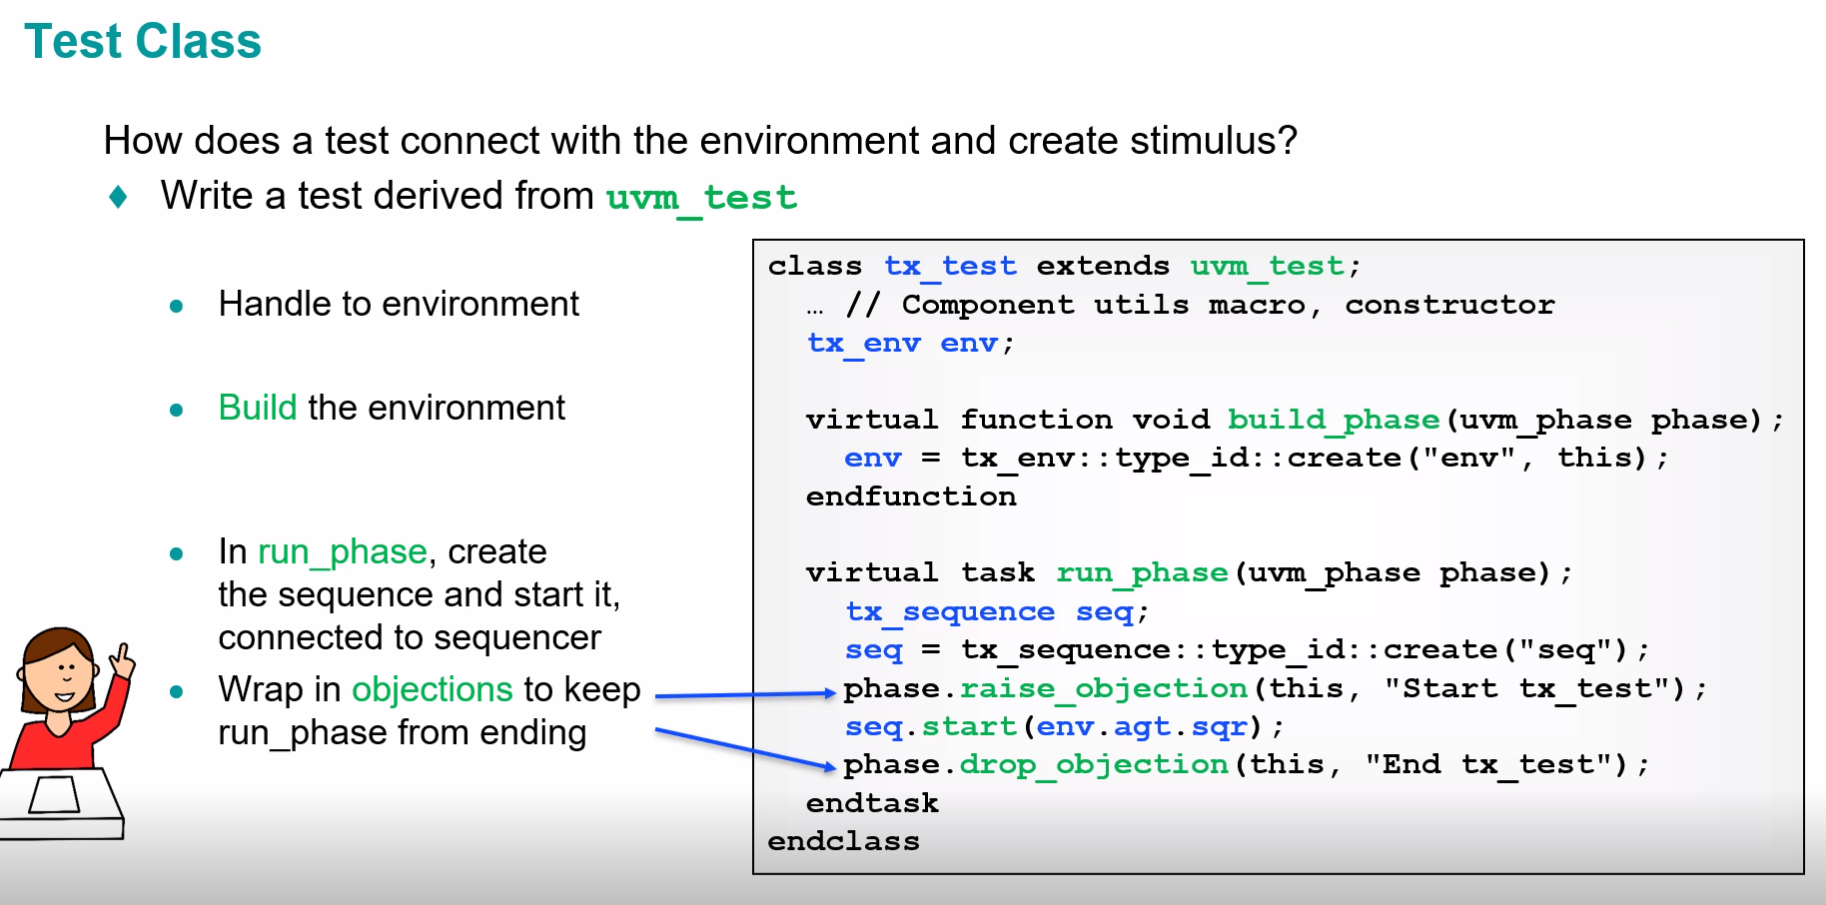 Test Class
How does a test connect with the environment and create stimulus?
Write a test derived from uvm_test
Handle to environment
Build the environment
In run_phase, create
the sequence and start it,
connected to sequencer
Wrap in objections to keep
run_phase from ending
class tx_test extends uvm_test;
… // Component utils macro, constructor
tx_env env;
virtual function void build_phase(uvm_phase phase);
env = tx_env::type_id::create("env", this);
endfunction
virtual task run_phase(uvm_phase phase);
tx_sequence seq;
seq = tx_sequence::type_id::create("seq");
phase.raise_objection(this, "Start tx_test");
seq.start(env.agt.sqr);
phase.drop_objection(this, "End tx_test");
endtask
endclass